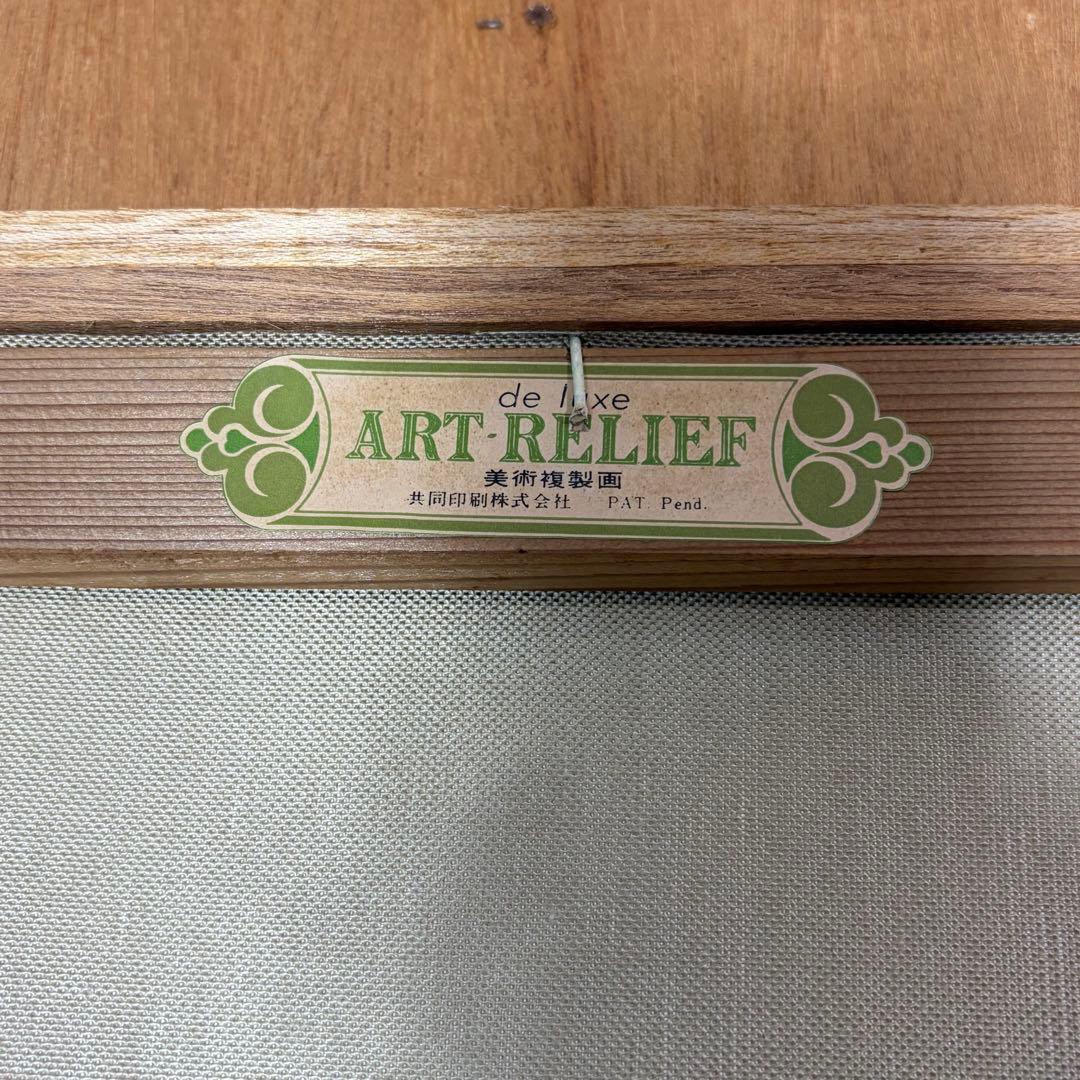 de luxe
ART-RELIEF
美術複製画
共同印刷株式会社 PAT. Pend.